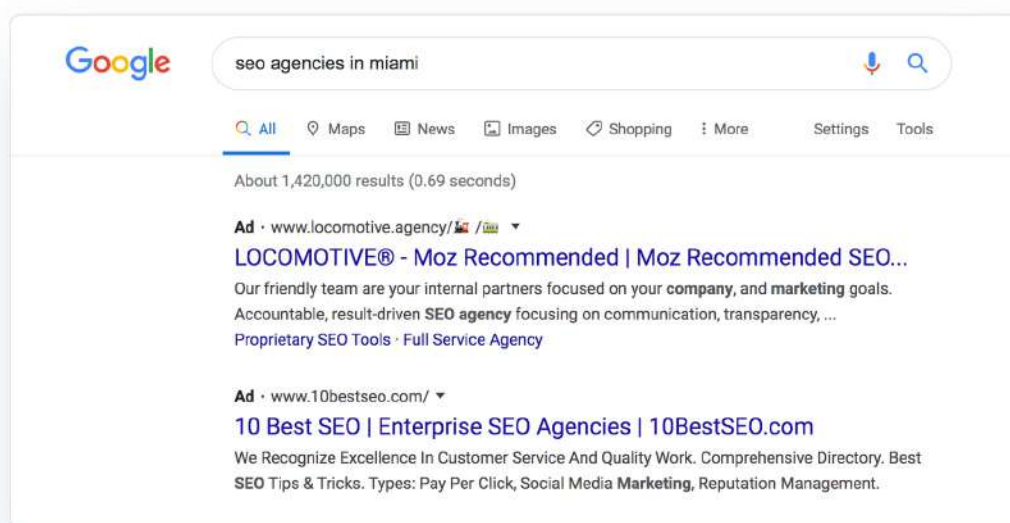 Google
seo agencies in miami
All Maps News Images Shopping More Settings Tools
About 1,420,000 results (0.69 seconds)
Ad · www.locomotive.agency/🚂 /🚃
LOCOMOTIVE® - Moz Recommended | Moz Recommended SEO...
Our friendly team are your internal partners focused on your company, and marketing goals.
Accountable, result-driven SEO agency focusing on communication, transparency, ...
Proprietary SEO Tools · Full Service Agency
Ad · www.10bestseo.com/
10 Best SEO | Enterprise SEO Agencies | 10BestSEO.com
We Recognize Excellence In Customer Service And Quality Work. Comprehensive Directory. Best
SEO Tips & Tricks. Types: Pay Per Click, Social Media Marketing, Reputation Management.